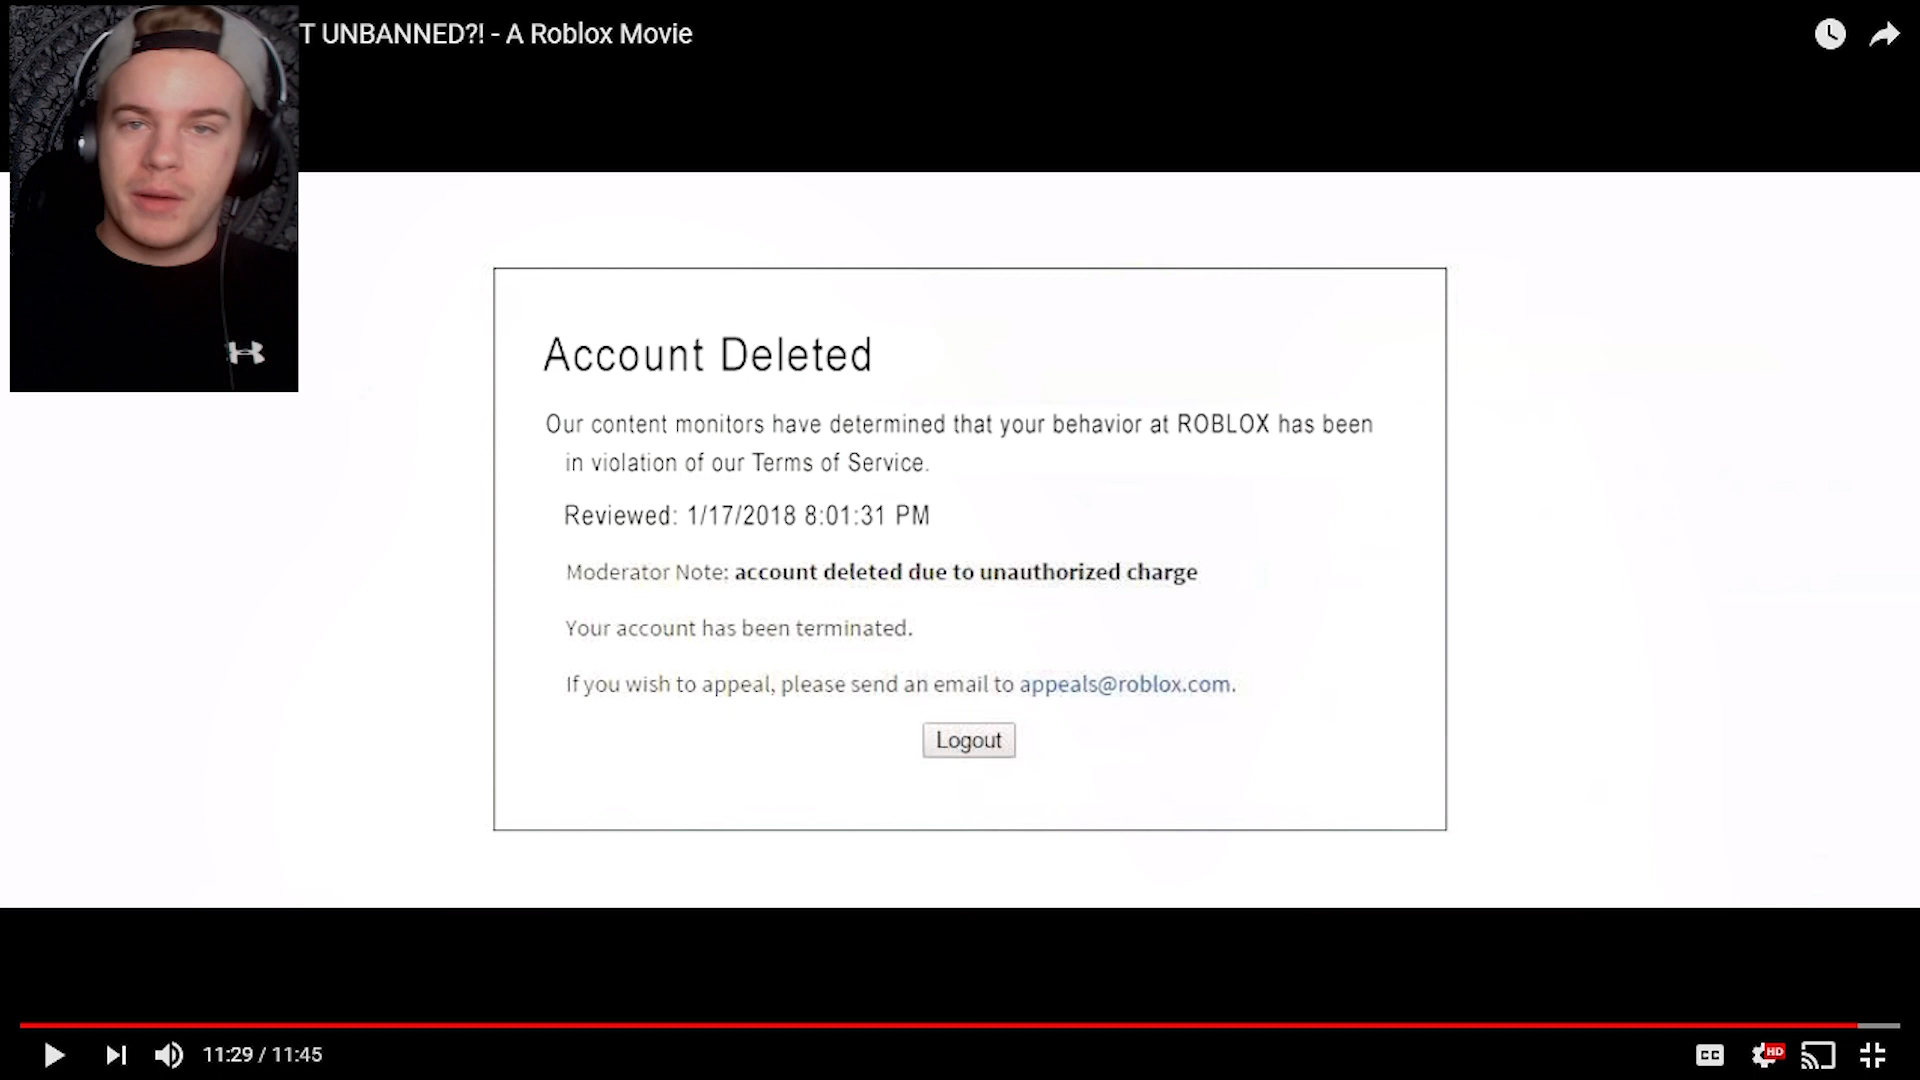 T UNBANNED?! - A Roblox Movie
Account Deleted
Our content monitors have determined that your behavior at ROBLOX has been
in violation of our Terms of Service.
Reviewed: 1/17/2018 8:01:31 PM
Moderator Note: account deleted due to unauthorized charge
Your account has been terminated.
If you wish to appeal, please send an email to appeals@roblox.com.
Logout
11:29 / 11:45
CC
HD